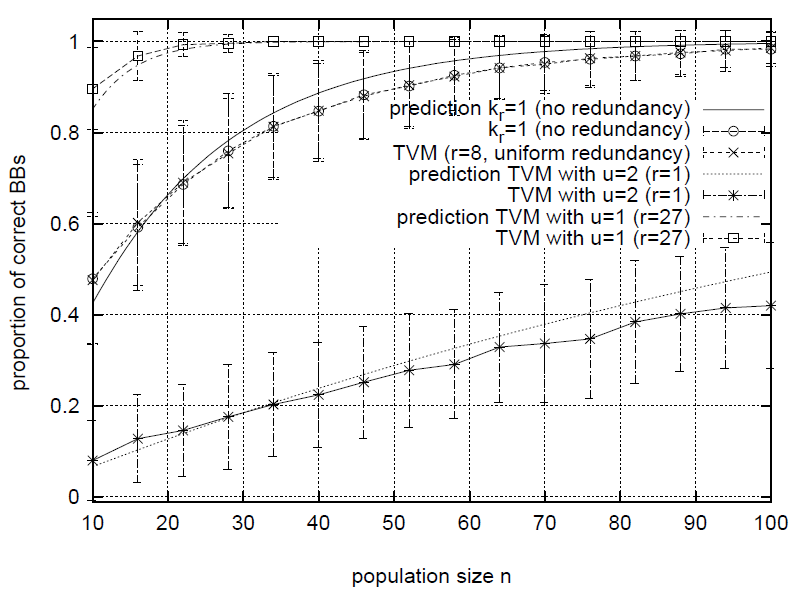 1
0.8
0.6
0.4
0.2
0
proportion of correct BBs
prediction kr=1 (no redundancy)
kr=1 (no redundancy)
TVM (r=8, uniform redundancy)
prediction TVM with u=2 (r=1)
TVM with u=2 (r=1)
prediction TVM with u=1 (r=27)
TVM with u=1 (r=27)
10 20 30 40 50 60 70 80 90 100
population size n